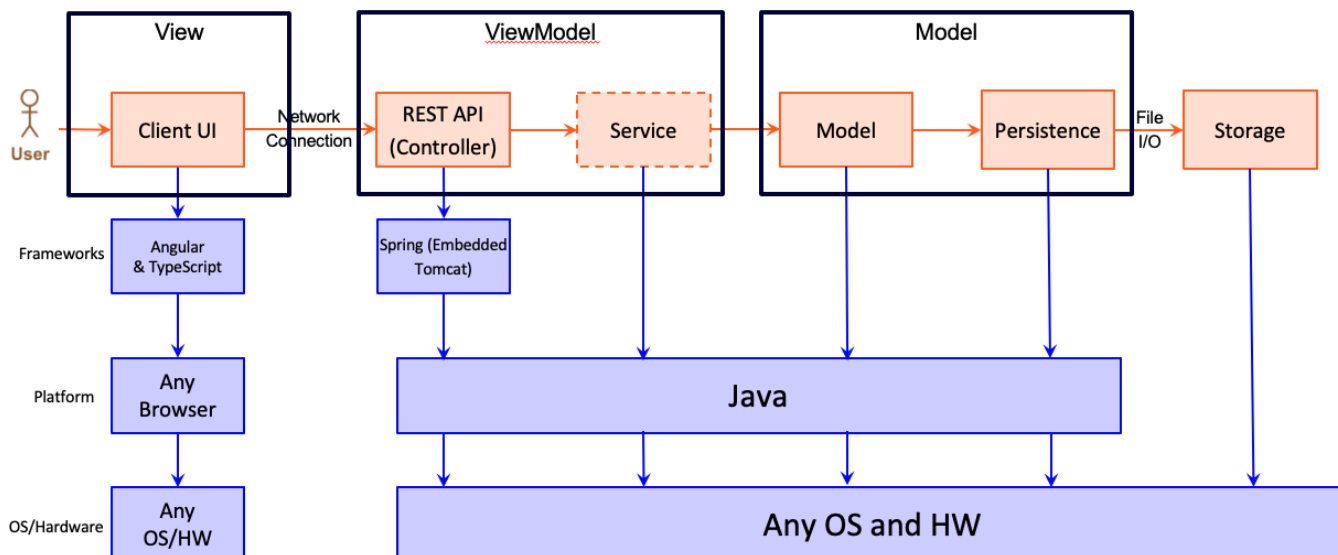 View
ViewModel
Model
User
Client UI
Network
Connection
REST API
(Controller)
Service
Model
Persistence
File
I/O
Storage
Frameworks
Angular
& TypeScript
Spring (Embedded
Tomcat)
Platform
Any
Browser
Java
OS/Hardware
Any
OS/HW
Any OS and HW